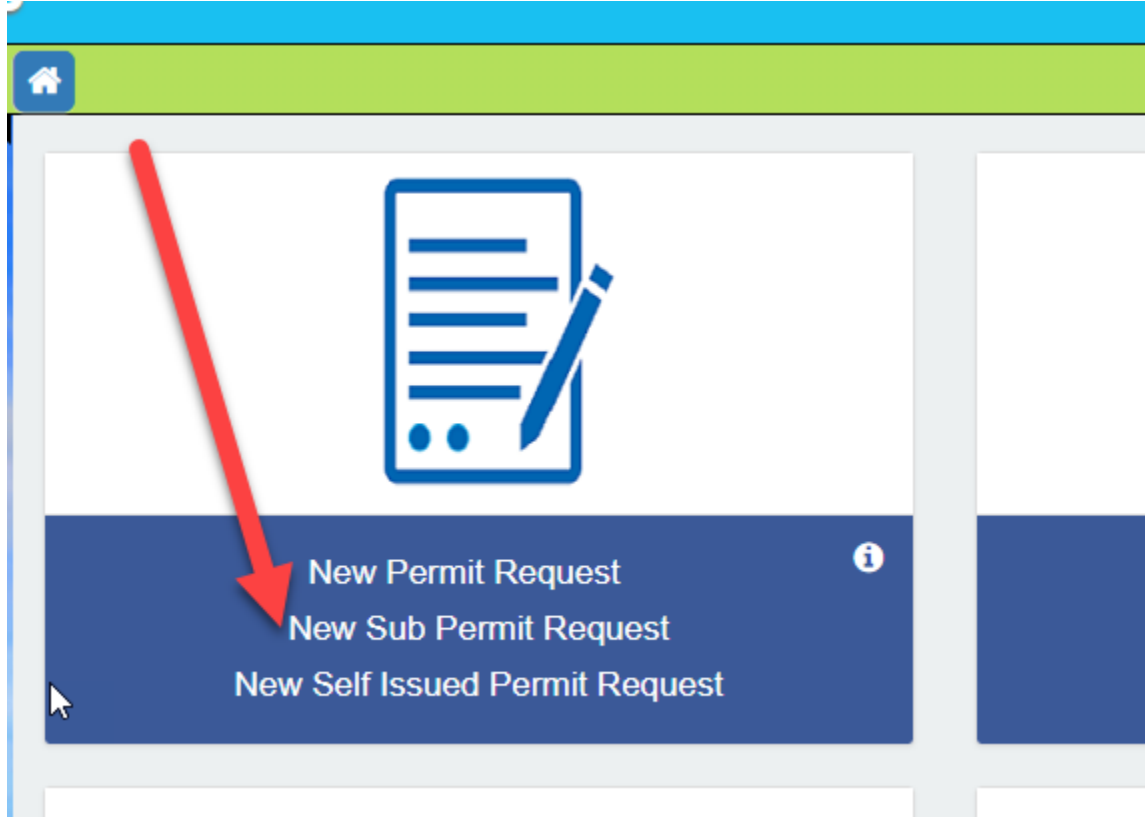 New Permit Request
New Sub Permit Request
New Self Issued Permit Request